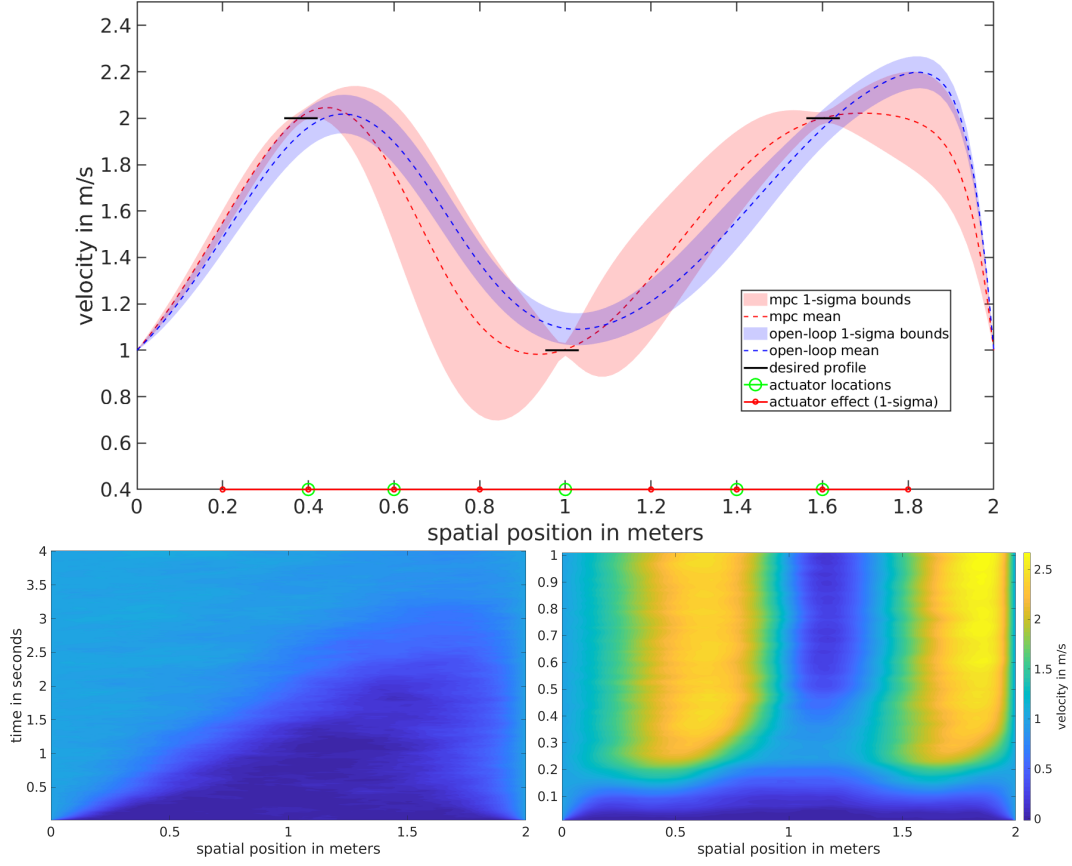 2.4
2.2
2
1.8
1.6
1.4
1.2
1
0.8
0.6
0.4
velocity in m/s
mpc 1-sigma bounds
mpc mean
open-loop 1-sigma bounds
open-loop mean
desired profile
actuator locations
actuator effect (1-sigma)
0 0.2 0.4 0.6 0.8 1 1.2 1.4 1.6 1.8 2
spatial position in meters
4
3.5
3
2.5
2
1.5
1
0.5
time in seconds
0 0.5 1 1.5 2
spatial position in meters
1
0.9
0.8
0.7
0.6
0.5
0.4
0.3
0.2
0.1
0 0.5 1 1.5 2
spatial position in meters
2.5
2
1.5
1
0.5
0
velocity in m/s